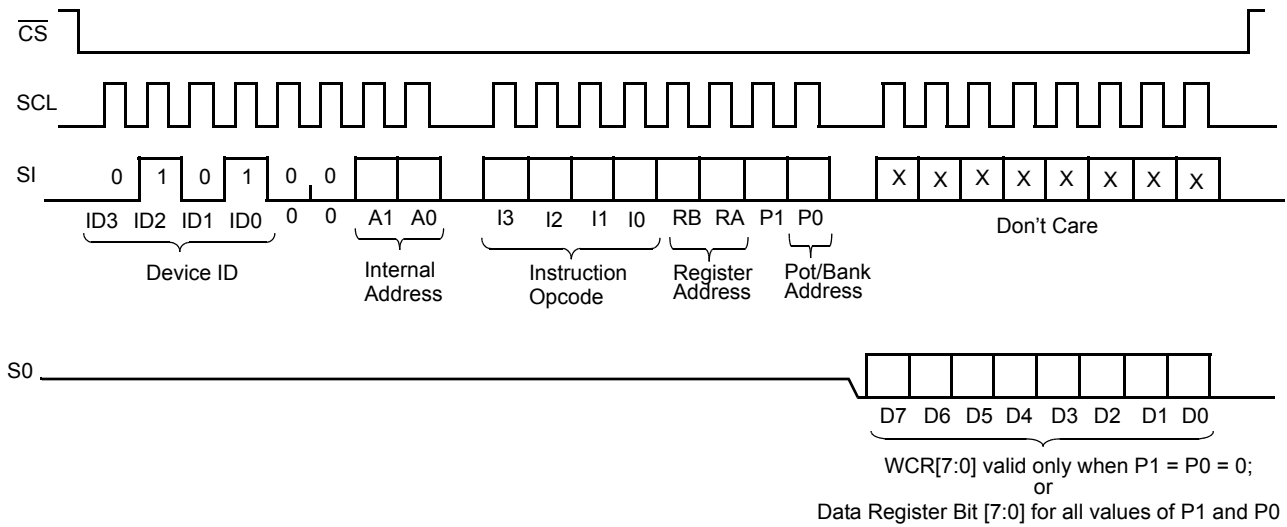 CS
SCL
SI 0 1 0 1 0 0 X X X X X X X X
ID3 ID2 ID1 ID0 0 0 A1 A0 I3 I2 I1 I0 RB RA P1 P0 Don't Care
Device ID Internal Address Instruction Opcode Register Address Pot/Bank Address
S0
D7 D6 D5 D4 D3 D2 D1 D0
WCR[7:0] valid only when P1 = P0 = 0;
or
Data Register Bit [7:0] for all values of P1 and P0